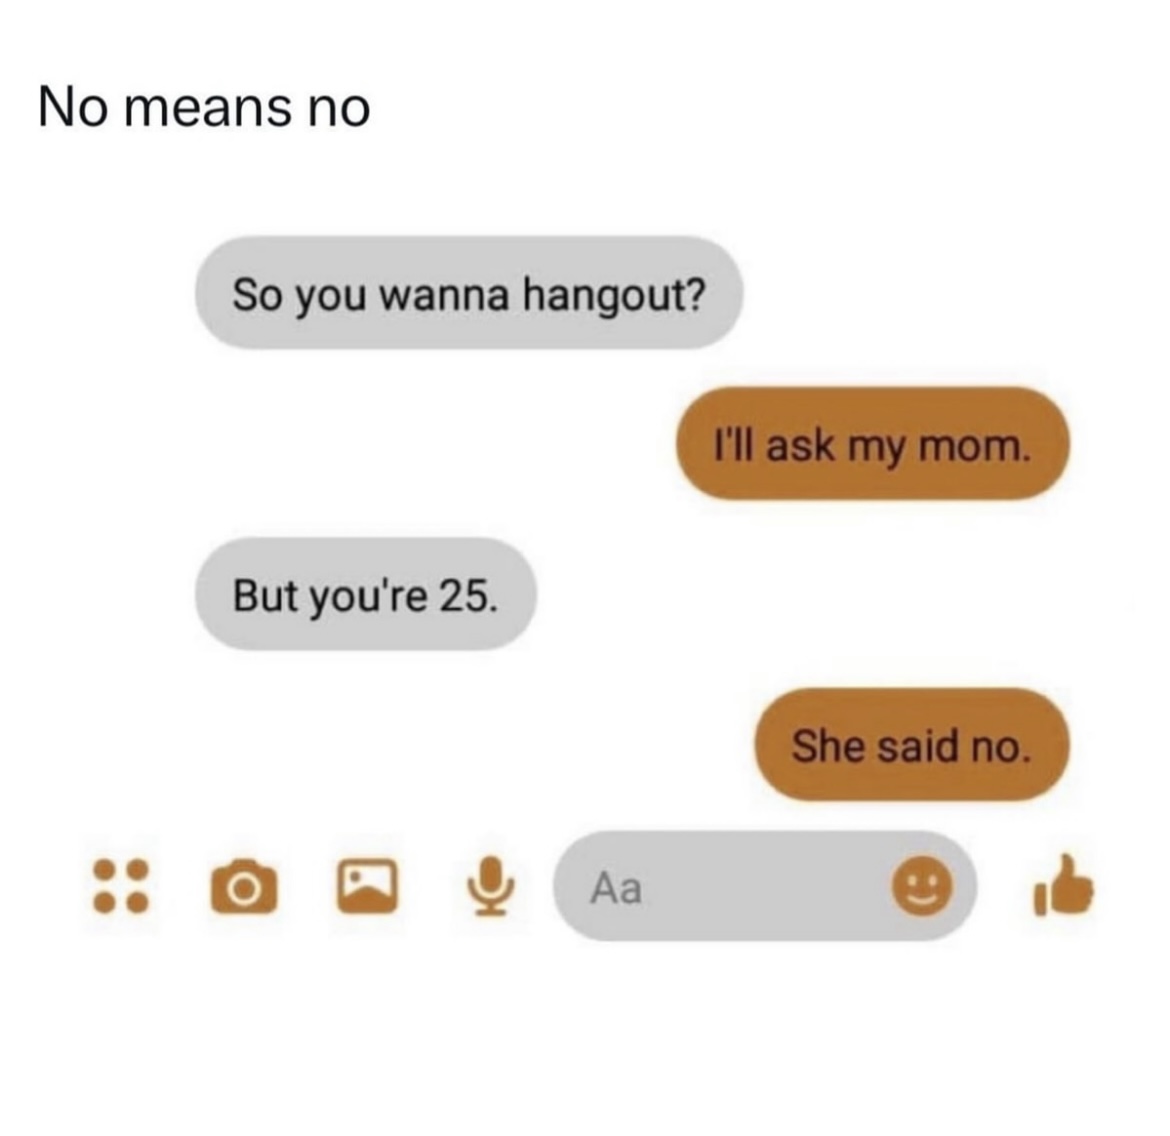 No means no
So you wanna hangout?
I'll ask my mom.
But you're 25.
She said no.
Aa